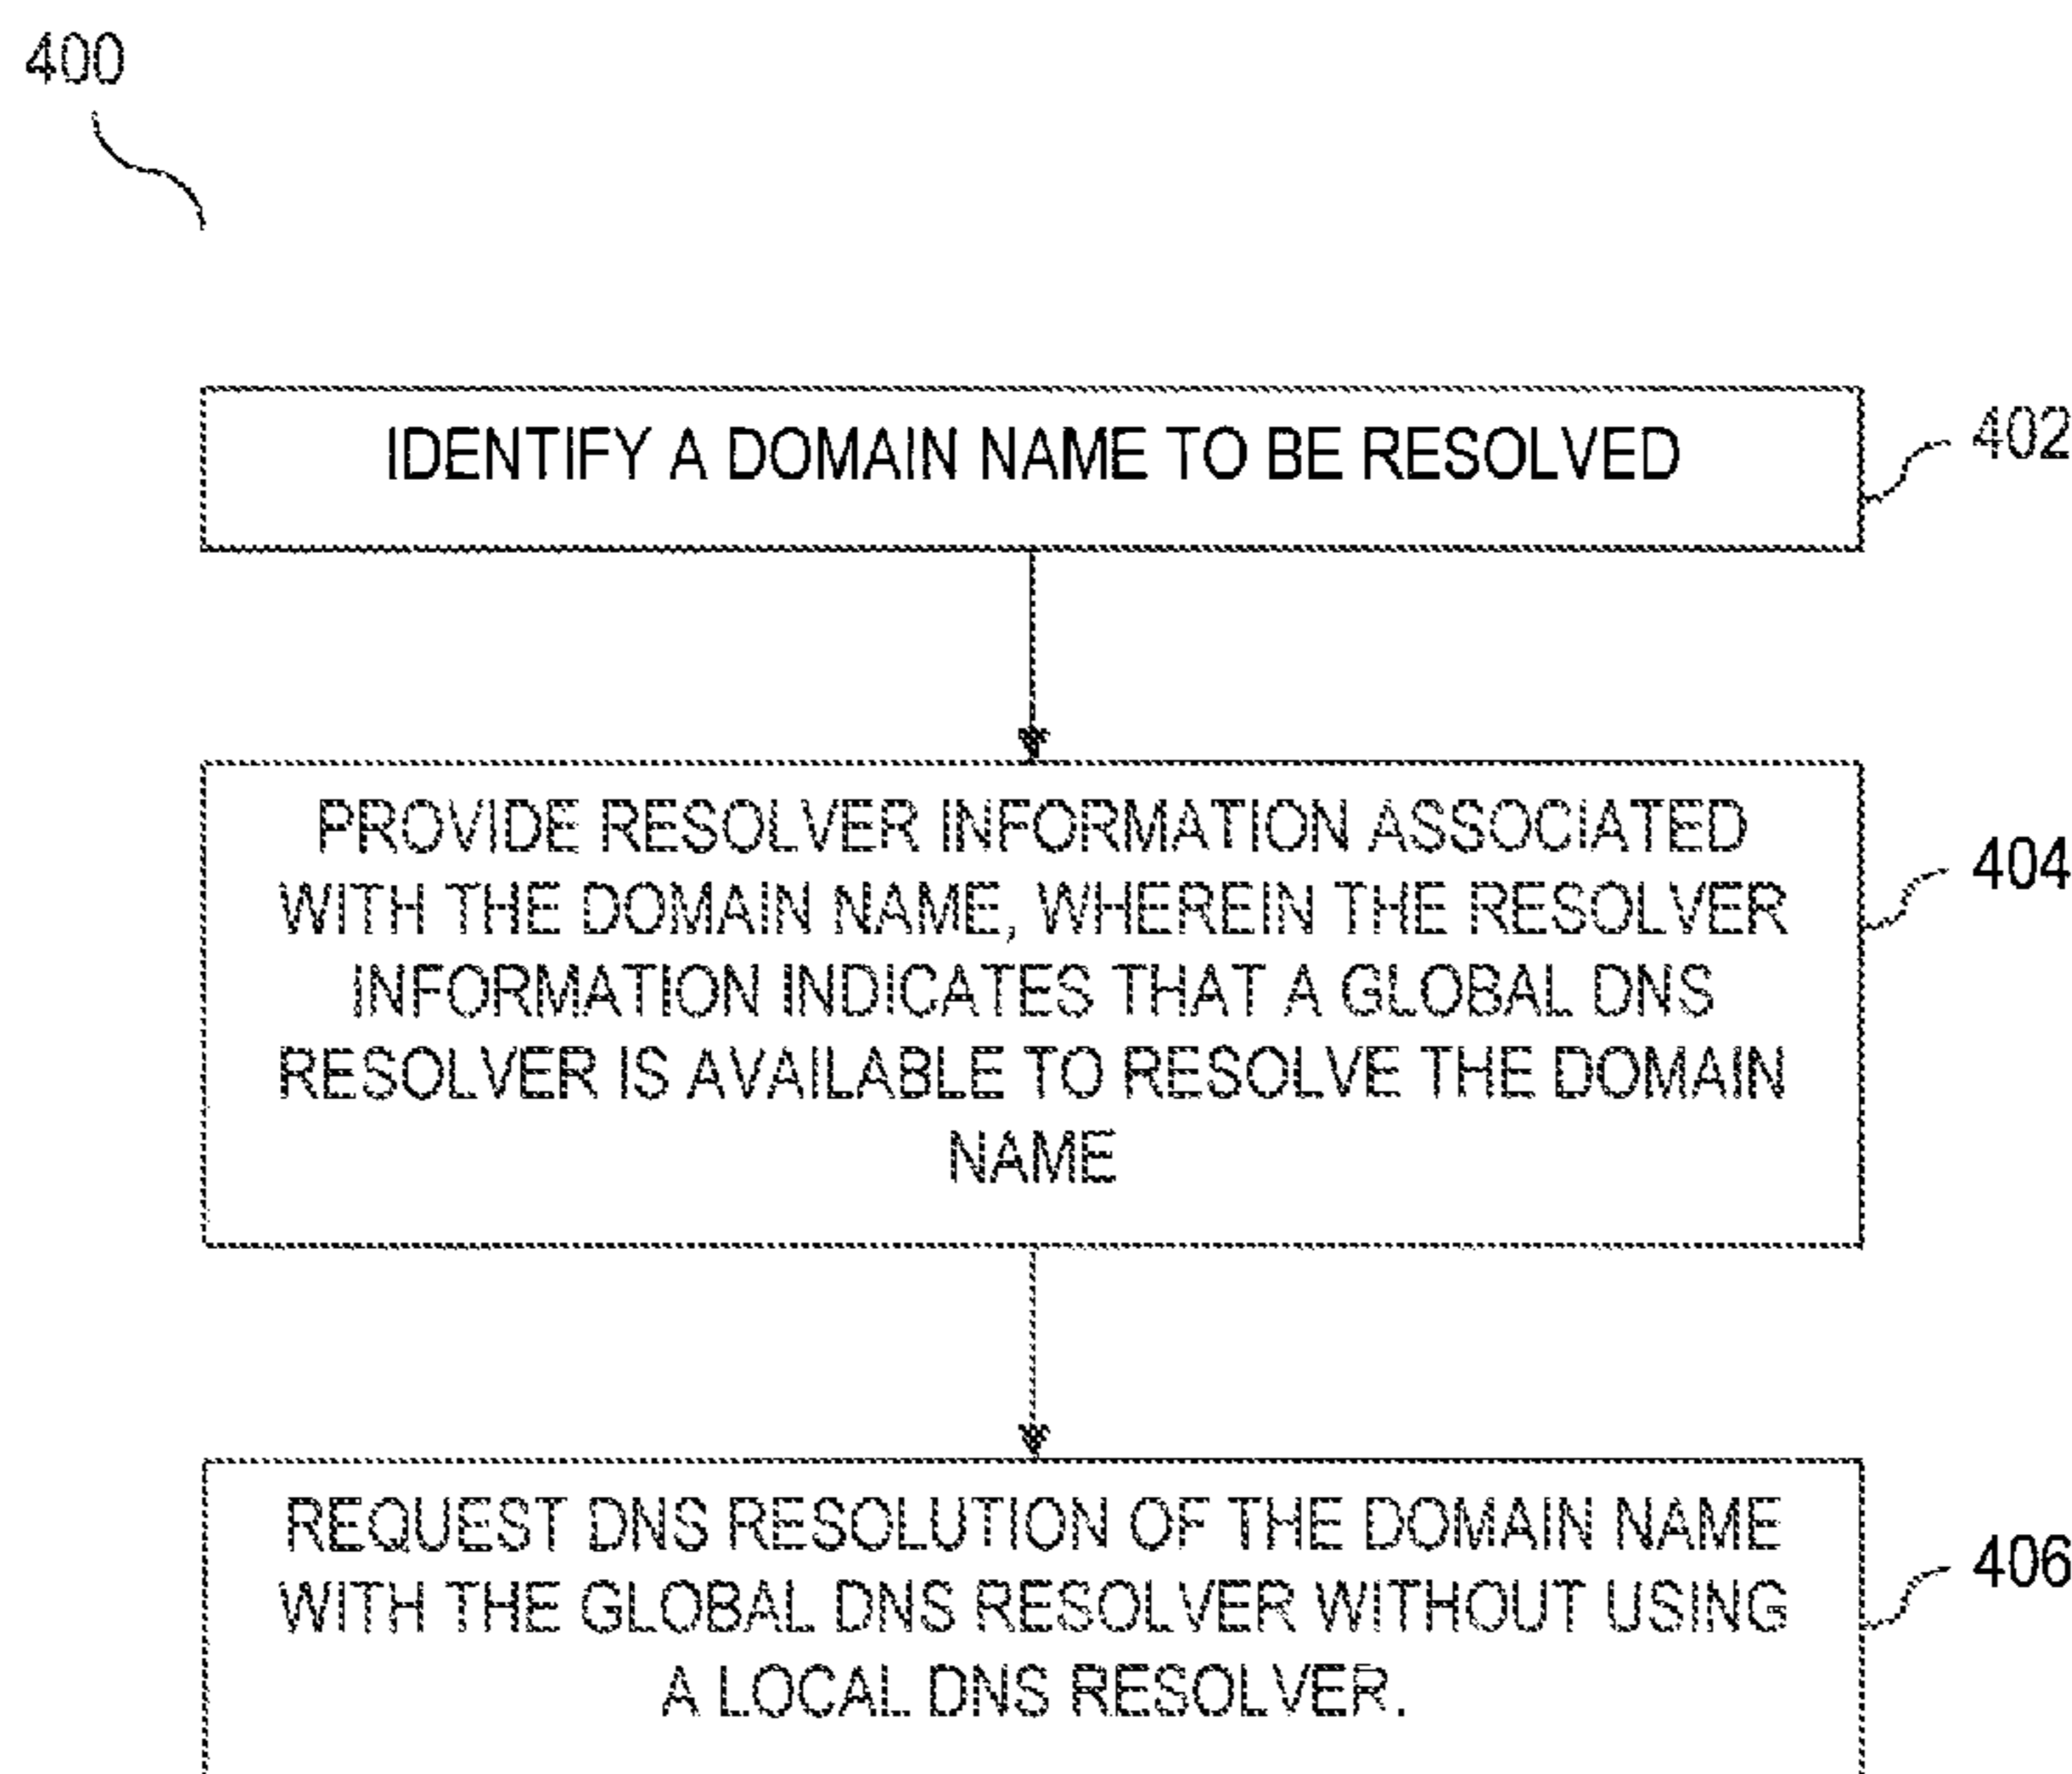 400
IDENTIFY A DOMAIN NAME TO BE RESOLVED
402
PROVIDE RESOLVER INFORMATION ASSOCIATED
WITH THE DOMAIN NAME, WHEREIN THE RESOLVER
INFORMATION INDICATES THAT A GLOBAL DNS
RESOLVER IS AVAILABLE TO RESOLVE THE DOMAIN
NAME
404
REQUEST DNS RESOLUTION OF THE DOMAIN NAME
WITH THE GLOBAL DNS RESOLVER WITHOUT USING
A LOCAL DNS RESOLVER.
406